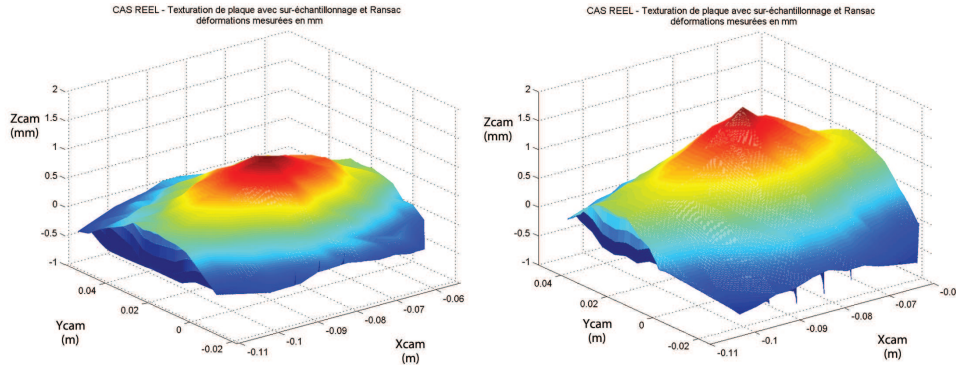 CAS REEL - Texturation de plaque avec sur-échantillonnage et Ransac
déformations mesurées en mm
Zcam
(mm)
2
1.5
1
0.5
0
-0.5
-1
0.04
0.02
0
-0.02
Ycam
(m)
-0.11
-0.1
-0.09
-0.08
-0.07
-0.06
Xcam
(m)
CAS REEL - Texturation de plaque avec sur-échantillonnage et Ransac
déformations mesurées en mm
Zcam
(mm)
2
1.5
1
0.5
0
-0.5
-1
0.04
0.02
0
-0.02
Ycam
(m)
-0.11
-0.1
-0.09
-0.08
-0.07
-0.0
Xcam
(m)